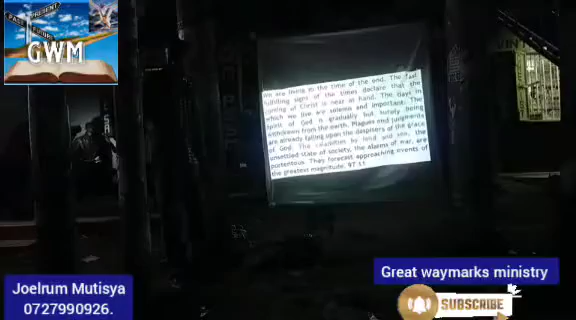 PAST
PRESENT
FUTURE
GWM
We are living in the time of the end. The fast
fulfilling signs of the times declare that the
coming of Christ is near at hand. The days in
which we live are solemn and important. The
Spirit of God is gradually but surely being
withdrawn from the earth. Plagues and judgments
are already falling upon the despisers of the grace
of God. The calamities by land and sea, the
unsettled state of society, the alarms of war, are
portentous. They forecast approaching events of
the greatest magnitude. 9T 11
Joelrum Mutisya
0727990926.
Great waymarks ministry
SUBSCRIBE